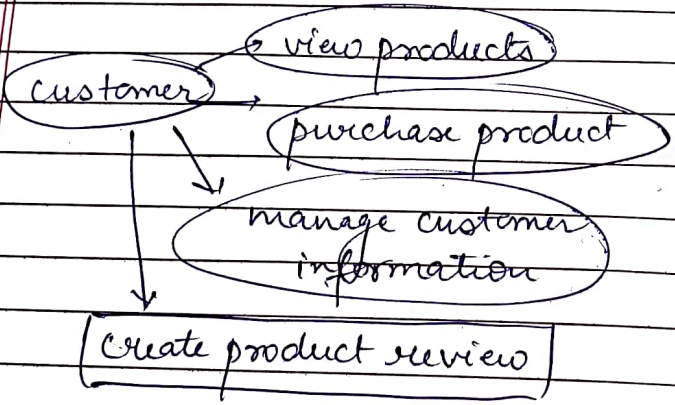 view products
customer
purchase product
manage customer
information
create product review